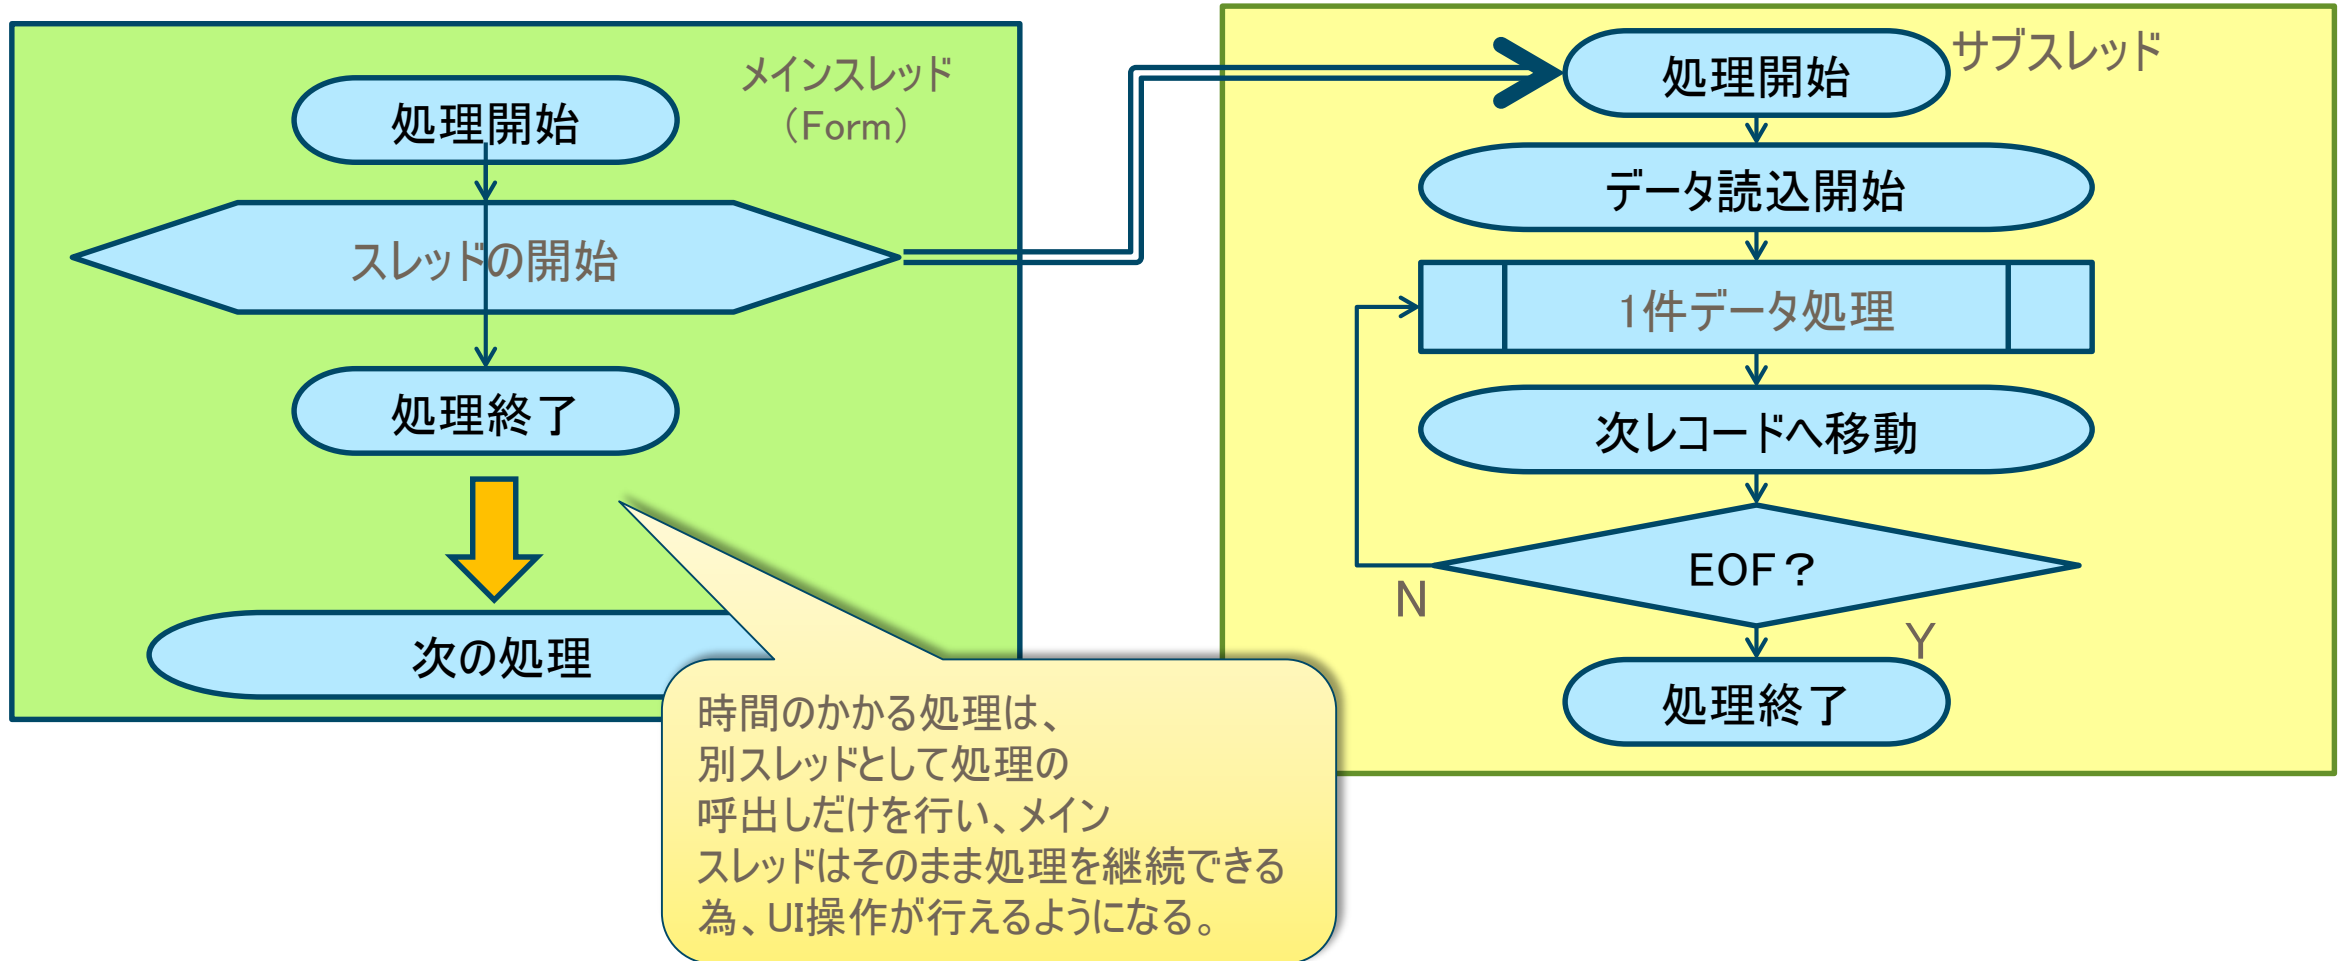 メインスレッド
（Form）
処理開始
スレッドの開始
処理終了
次の処理
時間のかかる処理は、
別スレッドとして処理の
呼出しだけを行い、メイン
スレッドはそのまま処理を継続できる
為、UI操作が行えるようになる。
サブスレッド
処理開始
データ読込開始
1件データ処理
次レコードへ移動
EOF？
N
Y
処理終了